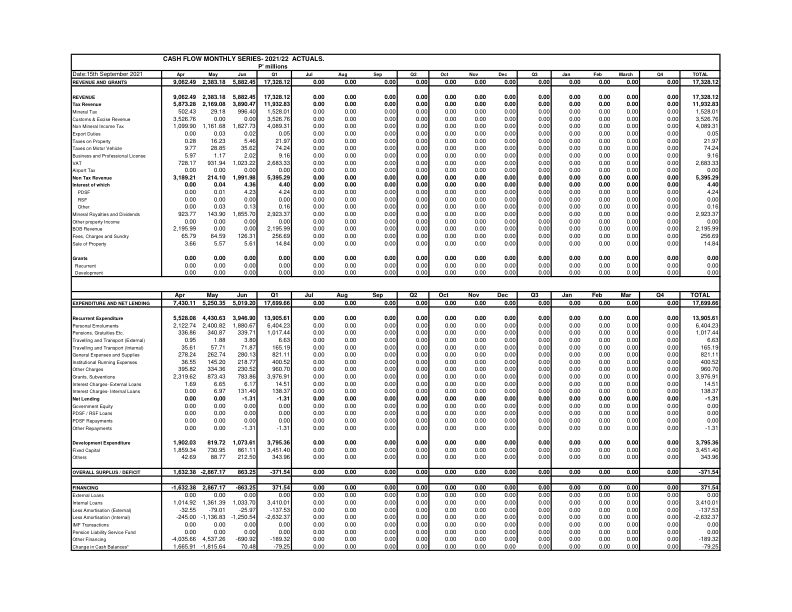 CASH FLOW MONTHLY SERIES- 2021/22 ACTUALS.
P' millions
Date:15th September 2021 Apr May Jun Q1 Jul Aug Sep Q2 Oct Nov Dec Q3 Jan Feb March Q4 TOTAL
REVENUE AND GRANTS 9,062.49 2,383.18 5,882.45 17,328.12 0.00 0.00 0.00 0.00 0.00 0.00 0.00 0.00 0.00 0.00 0.00 0.00 17,328.12
REVENUE 9,062.49 2,383.18 5,882.45 17,328.12 0.00 0.00 0.00 0.00 0.00 0.00 0.00 0.00 0.00 0.00 0.00 0.00 17,328.12
Tax Revenue 5,873.28 2,169.08 3,890.47 11,932.83 0.00 0.00 0.00 0.00 0.00 0.00 0.00 0.00 0.00 0.00 0.00 0.00 11,932.83
Mineral Tax 502.43 29.18 996.40 1,528.01 0.00 0.00 0.00 0.00 0.00 0.00 0.00 0.00 0.00 0.00 0.00 0.00 1,528.01
Customs & Excise Revenue 3,526.76 0.00 0.00 3,526.76 0.00 0.00 0.00 0.00 0.00 0.00 0.00 0.00 0.00 0.00 0.00 0.00 3,526.76
Non Mineral Income Tax 1,099.90 1,161.68 1,827.73 4,089.31 0.00 0.00 0.00 0.00 0.00 0.00 0.00 0.00 0.00 0.00 0.00 0.00 4,089.31
Export Duties 0.00 0.03 0.02 0.05 0.00 0.00 0.00 0.00 0.00 0.00 0.00 0.00 0.00 0.00 0.00 0.00 0.05
Taxes on Property 0.28 16.23 5.46 21.97 0.00 0.00 0.00 0.00 0.00 0.00 0.00 0.00 0.00 0.00 0.00 0.00 21.97
Taxes on Motor Vehicle 9.77 28.85 35.62 74.24 0.00 0.00 0.00 0.00 0.00 0.00 0.00 0.00 0.00 0.00 0.00 0.00 74.24
Business and Professional License 5.97 1.17 2.02 9.16 0.00 0.00 0.00 0.00 0.00 0.00 0.00 0.00 0.00 0.00 0.00 0.00 9.16
VAT 728.17 931.94 1,023.22 2,683.33 0.00 0.00 0.00 0.00 0.00 0.00 0.00 0.00 0.00 0.00 0.00 0.00 2,683.33
Airport Tax 0.00 0.00 0.00 0.00 0.00 0.00 0.00 0.00 0.00 0.00 0.00 0.00 0.00 0.00 0.00 0.00 0.00
Non Tax Revenue 3,189.21 214.10 1,991.98 5,395.29 0.00 0.00 0.00 0.00 0.00 0.00 0.00 0.00 0.00 0.00 0.00 0.00 5,395.29
Interest of which 0.00 0.04 4.36 4.40 0.00 0.00 0.00 0.00 0.00 0.00 0.00 0.00 0.00 0.00 0.00 0.00 4.40
PDSF 0.00 0.01 4.23 4.24 0.00 0.00 0.00 0.00 0.00 0.00 0.00 0.00 0.00 0.00 0.00 0.00 4.24
RSF 0.00 0.00 0.00 0.00 0.00 0.00 0.00 0.00 0.00 0.00 0.00 0.00 0.00 0.00 0.00 0.00 0.00
Other 0.00 0.03 0.13 0.16 0.00 0.00 0.00 0.00 0.00 0.00 0.00 0.00 0.00 0.00 0.00 0.00 0.16
Mineral Royalties and Dividends 923.77 143.90 1,855.70 2,923.37 0.00 0.00 0.00 0.00 0.00 0.00 0.00 0.00 0.00 0.00 0.00 0.00 2,923.37
Other property Income 0.00 0.00 0.00 0.00 0.00 0.00 0.00 0.00 0.00 0.00 0.00 0.00 0.00 0.00 0.00 0.00 0.00
BOB Revenue 2,195.99 0.00 0.00 2,195.99 0.00 0.00 0.00 0.00 0.00 0.00 0.00 0.00 0.00 0.00 0.00 0.00 2,195.99
Fees, Charges and Sundry 65.79 64.59 126.31 256.69 0.00 0.00 0.00 0.00 0.00 0.00 0.00 0.00 0.00 0.00 0.00 0.00 256.69
Sale of Property 3.66 5.57 5.61 14.84 0.00 0.00 0.00 0.00 0.00 0.00 0.00 0.00 0.00 0.00 0.00 0.00 14.84
Grants 0.00 0.00 0.00 0.00 0.00 0.00 0.00 0.00 0.00 0.00 0.00 0.00 0.00 0.00 0.00 0.00 0.00
Recurrent 0.00 0.00 0.00 0.00 0.00 0.00 0.00 0.00 0.00 0.00 0.00 0.00 0.00 0.00 0.00 0.00 0.00
Development 0.00 0.00 0.00 0.00 0.00 0.00 0.00 0.00 0.00 0.00 0.00 0.00 0.00 0.00 0.00 0.00 0.00
Apr May Jun Q1 Jul Aug Sep Q2 Oct Nov Dec Q3 Jan Feb Mar Q4 TOTAL
EXPENDITURE AND NET LENDING 7,430.11 5,250.35 5,019.20 17,699.66 0.00 0.00 0.00 0.00 0.00 0.00 0.00 0.00 0.00 0.00 0.00 0.00 17,699.66
Recurrent Expenditure 5,528.08 4,430.63 3,946.90 13,905.61 0.00 0.00 0.00 0.00 0.00 0.00 0.00 0.00 0.00 0.00 0.00 0.00 13,905.61
Personal Emoluments 2,122.74 2,400.82 1,880.67 6,404.23 0.00 0.00 0.00 0.00 0.00 0.00 0.00 0.00 0.00 0.00 0.00 0.00 6,404.23
Pensions, Gratuities Etc. 336.86 340.87 339.71 1,017.44 0.00 0.00 0.00 0.00 0.00 0.00 0.00 0.00 0.00 0.00 0.00 0.00 1,017.44
Travelling and Transport (External) 0.95 1.88 3.80 6.63 0.00 0.00 0.00 0.00 0.00 0.00 0.00 0.00 0.00 0.00 0.00 0.00 6.63
Travelling and Transport (Internal) 35.61 57.71 71.87 165.19 0.00 0.00 0.00 0.00 0.00 0.00 0.00 0.00 0.00 0.00 0.00 0.00 165.19
General Expenses and Supplies 278.24 262.74 280.13 821.11 0.00 0.00 0.00 0.00 0.00 0.00 0.00 0.00 0.00 0.00 0.00 0.00 821.11
Institutional Running Expenses 36.55 145.20 218.77 400.52 0.00 0.00 0.00 0.00 0.00 0.00 0.00 0.00 0.00 0.00 0.00 0.00 400.52
Other Charges 395.82 334.36 230.52 960.70 0.00 0.00 0.00 0.00 0.00 0.00 0.00 0.00 0.00 0.00 0.00 0.00 960.70
Grants, Subventions 2,319.62 873.43 783.86 3,976.91 0.00 0.00 0.00 0.00 0.00 0.00 0.00 0.00 0.00 0.00 0.00 0.00 3,976.91
Interest Charges- External Loans 1.69 6.65 6.17 14.51 0.00 0.00 0.00 0.00 0.00 0.00 0.00 0.00 0.00 0.00 0.00 0.00 14.51
Interest Charges- Internal Loans 0.00 6.97 131.40 138.37 0.00 0.00 0.00 0.00 0.00 0.00 0.00 0.00 0.00 0.00 0.00 0.00 138.37
Net Lending 0.00 0.00 -1.31 -1.31 0.00 0.00 0.00 0.00 0.00 0.00 0.00 0.00 0.00 0.00 0.00 0.00 -1.31
Government Equity 0.00 0.00 0.00 0.00 0.00 0.00 0.00 0.00 0.00 0.00 0.00 0.00 0.00 0.00 0.00 0.00 0.00
PDSF / RSF Loans 0.00 0.00 0.00 0.00 0.00 0.00 0.00 0.00 0.00 0.00 0.00 0.00 0.00 0.00 0.00 0.00 0.00
PDSF Repayments 0.00 0.00 0.00 0.00 0.00 0.00 0.00 0.00 0.00 0.00 0.00 0.00 0.00 0.00 0.00 0.00 0.00
Other Repayments 0.00 0.00 -1.31 -1.31 0.00 0.00 0.00 0.00 0.00 0.00 0.00 0.00 0.00 0.00 0.00 0.00 -1.31
Development Expenditure 1,902.03 819.72 1,073.61 3,795.36 0.00 0.00 0.00 0.00 0.00 0.00 0.00 0.00 0.00 0.00 0.00 0.00 3,795.36
Fixed Capital 1,859.34 730.95 861.11 3,451.40 0.00 0.00 0.00 0.00 0.00 0.00 0.00 0.00 0.00 0.00 0.00 0.00 3,451.40
Others 42.69 88.77 212.50 343.96 0.00 0.00 0.00 0.00 0.00 0.00 0.00 0.00 0.00 0.00 0.00 0.00 343.96
OVERALL SURPLUS / DEFICIT 1,632.38 -2,867.17 863.25 -371.54 0.00 0.00 0.00 0.00 0.00 0.00 0.00 0.00 0.00 0.00 0.00 0.00 -371.54
FINANCING -1,632.38 2,867.17 -863.25 371.54 0.00 0.00 0.00 0.00 0.00 0.00 0.00 0.00 0.00 0.00 0.00 0.00 371.54
External Loans 0.00 0.00 0.00 0.00 0.00 0.00 0.00 0.00 0.00 0.00 0.00 0.00 0.00 0.00 0.00 0.00 0.00
Internal Loans 1,014.92 1,361.39 1,033.70 3,410.01 0.00 0.00 0.00 0.00 0.00 0.00 0.00 0.00 0.00 0.00 0.00 0.00 3,410.01
Less Amortisation (External) -32.55 -79.01 -25.97 -137.53 0.00 0.00 0.00 0.00 0.00 0.00 0.00 0.00 0.00 0.00 0.00 0.00 -137.53
Less Amortisation (Internal) -245.00 -1,136.83 -1,250.54 -2,632.37 0.00 0.00 0.00 0.00 0.00 0.00 0.00 0.00 0.00 0.00 0.00 0.00 -2,632.37
IMF Transactions 0.00 0.00 0.00 0.00 0.00 0.00 0.00 0.00 0.00 0.00 0.00 0.00 0.00 0.00 0.00 0.00 0.00
Pension Liability Service Fund 0.00 0.00 0.00 0.00 0.00 0.00 0.00 0.00 0.00 0.00 0.00 0.00 0.00 0.00 0.00 0.00 0.00
Other Financing -4,035.66 4,537.26 -690.92 -189.32 0.00 0.00 0.00 0.00 0.00 0.00 0.00 0.00 0.00 0.00 0.00 0.00 -189.32
Change in Cash Balances* 1,665.91 -1,815.64 70.48 -79.25 0.00 0.00 0.00 0.00 0.00 0.00 0.00 0.00 0.00 0.00 0.00 0.00 -79.25